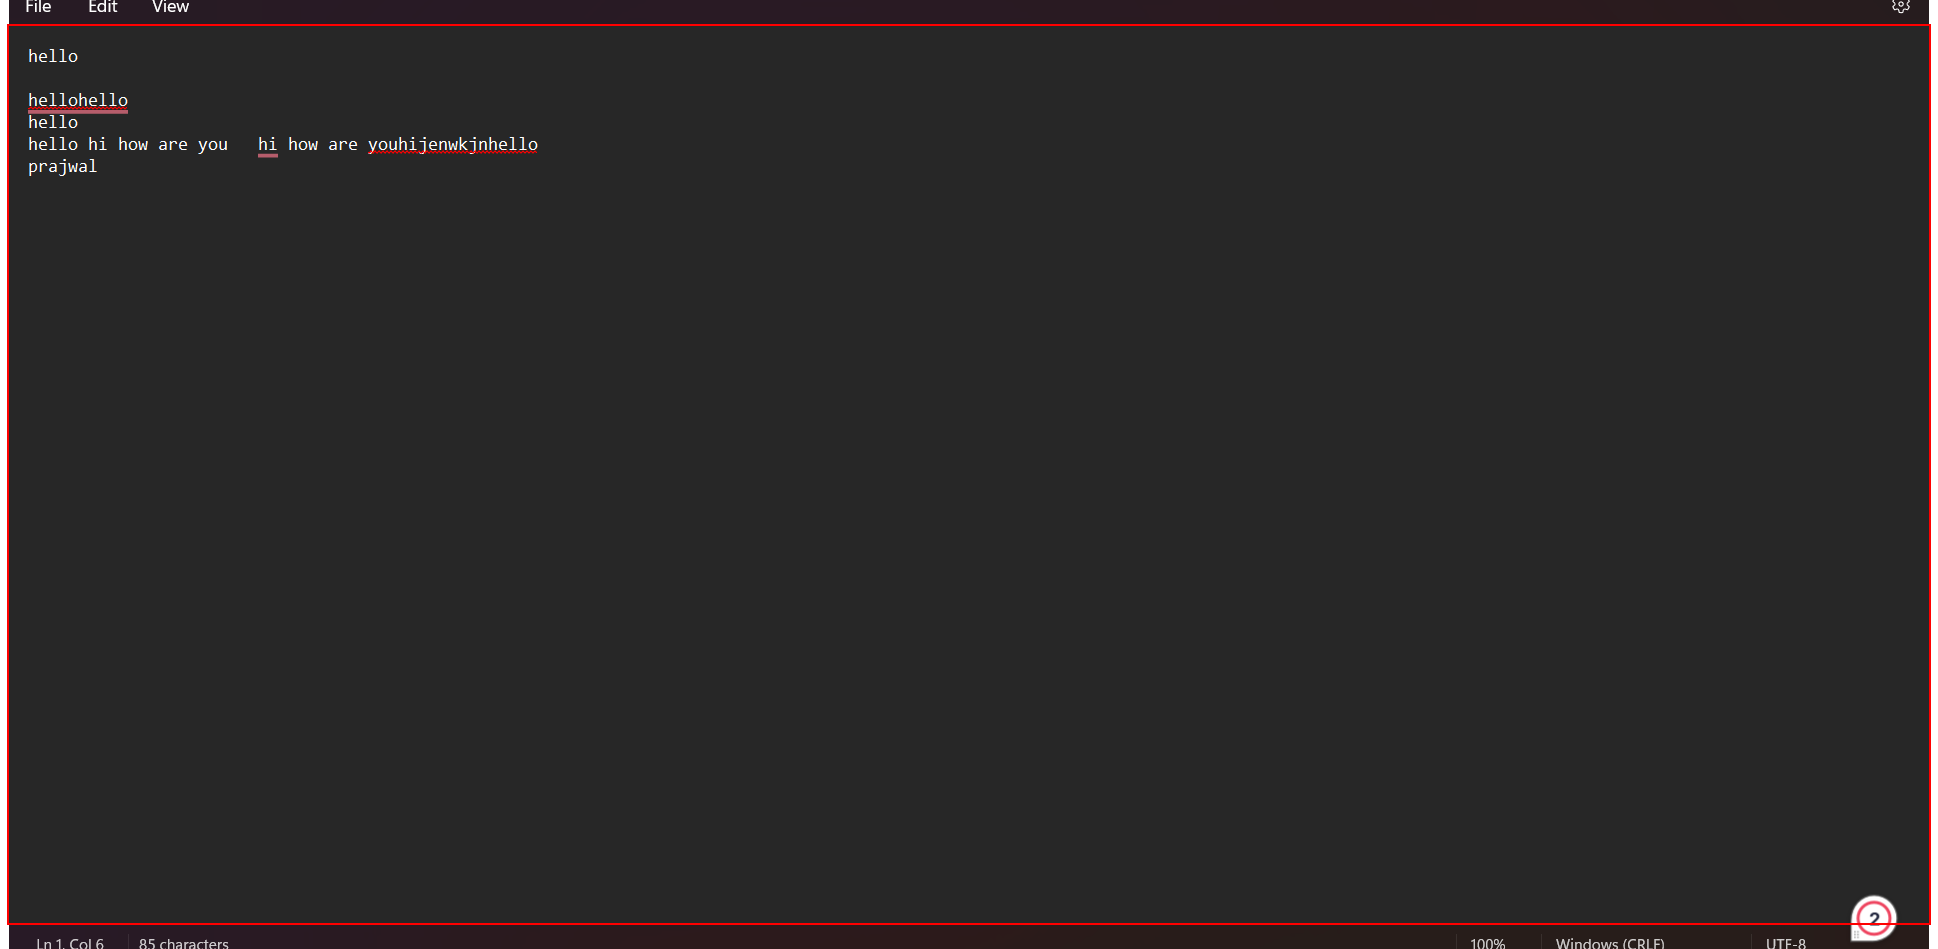 File Edit View
hello
hellohello
hello
hello hi how are you   hi how are youhijenwkjnhello
prajwal
2
Ln 1, Col 6 85 characters 100% Windows (CRLF) UTF-8